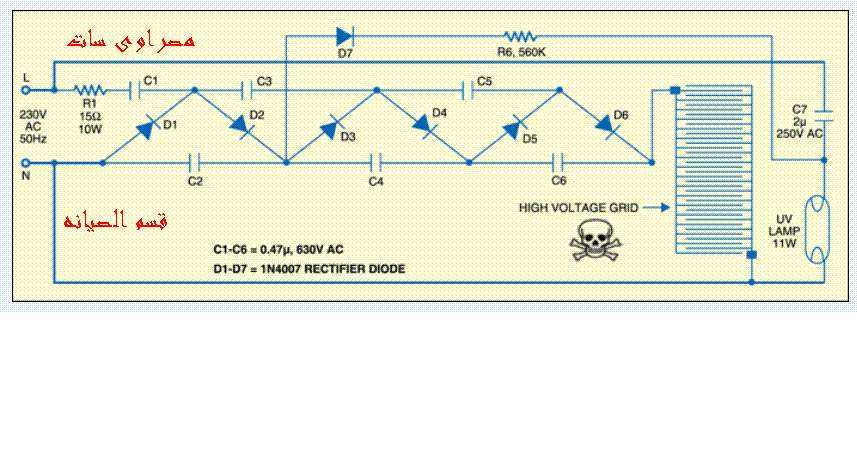 مصراوى سات
D7
R6, 560K
L
C1
C3
C5
R1
15Ω
10W
230V
AC
50Hz
D1
D2
D3
D4
D5
D6
C7
2µ
250V AC
N
C2
C4
C6
قسم الصيانه
HIGH VOLTAGE GRID
UV
LAMP
11W
C1-C6 = 0.47µ, 630V AC
D1-D7 = 1N4007 RECTIFIER DIODE